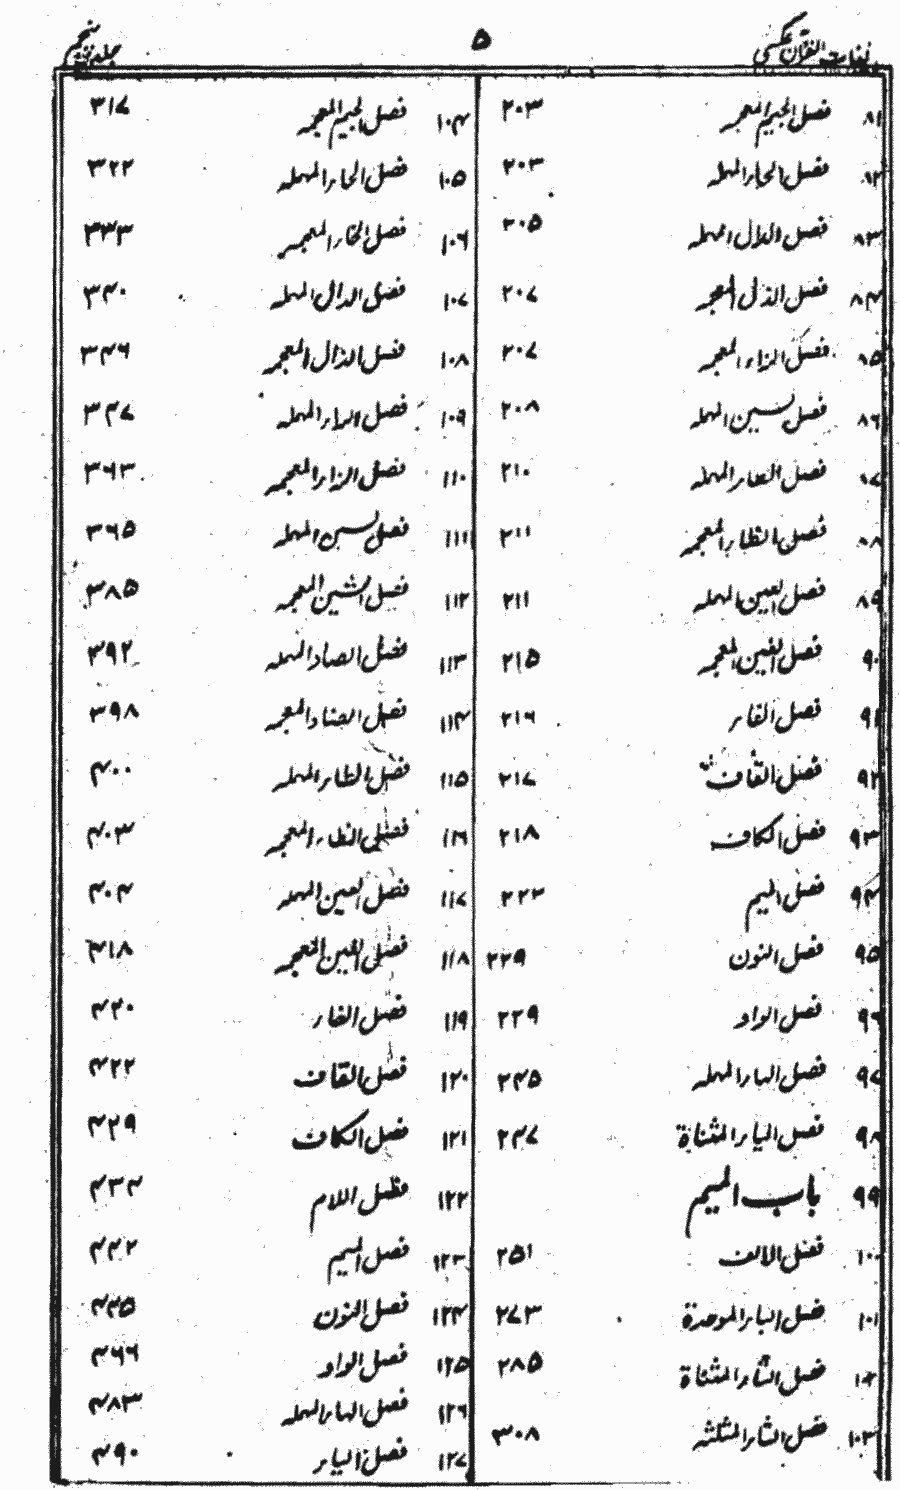 لغات القرآن عکسی
۵
جلد پنجم
۸۱ فصل الجیم المعجمہ ۲۰۳
۸۲ فصل الحاء المہملہ ۲۰۳
۸۳ فصل الدال المہملہ ۲۰۵
۸۴ فصل الذال المعجمہ ۲۰۷
۸۵ فصل الزاء المعجمہ ۲۰۷
۸۶ فصل سین المہملہ ۲۰۸
۸۷ فصل الطاء المہملہ ۲۱۰
۸۸ فصل الظاء المعجمہ ۲۱۱
۸۹ فصل العین المہملہ ۲۱۱
۹۰ فصل الغین المعجمہ ۲۱۵
۹۱ فصل الفاء ۲۱۶
۹۲ فصل القاف ۲۱۷
۹۳ فصل الکاف ۲۱۸
۹۴ فصل المیم ۲۲۳
۹۵ فصل النون ۲۲۹
۹۶ فصل الواو ۲۳۹
۹۷ فصل الہاء المہملہ ۲۴۵
۹۸ فصل الیاء المثناۃ ۲۴۷
۹۹ باب المیم
۱۰۰ فصل الالف ۲۵۱
۱۰۱ فصل الباء الموحدۃ ۲۷۳
۱۰۲ فصل التاء المثناۃ ۲۸۵
۱۰۳ فصل الثاء المثلثہ ۳۰۸
۱۰۴ فصل الجیم المعجمہ ۳۱۷
۱۰۵ فصل الحاء المہملہ ۳۲۲
۱۰۶ فصل الخاء المعجمہ ۳۳۳
۱۰۷ فصل الدال المہملہ ۳۴۰
۱۰۸ فصل الذال المعجمہ ۳۴۶
۱۰۹ فصل الراء المہملہ ۳۴۷
۱۱۰ فصل الزاء المعجمہ ۳۶۳
۱۱۱ فصل سین المہملہ ۳۶۵
۱۱۲ فصل الشین المعجمہ ۳۸۵
۱۱۳ فصل الصاد المہملہ ۳۹۲
۱۱۴ فصل الضاد المعجمہ ۳۹۸
۱۱۵ فصل الطاء المہملہ ۴۰۰
۱۱۶ فصل الظاء المعجمہ ۴۰۳
۱۱۷ فصل العین المہملہ ۴۰۴
۱۱۸ فصل الغین المعجمہ ۴۱۸
۱۱۹ فصل الفاء ۴۲۰
۱۲۰ فصل القاف ۴۲۲
۱۲۱ فصل الکاف ۴۲۹
۱۲۲ فصل اللام ۴۳۴
۱۲۳ فصل المیم ۴۴۲
۱۲۴ فصل النون ۴۴۵
۱۲۵ فصل الواو ۴۶۶
۱۲۶ فصل الہاء المہملہ ۴۸۳
۱۲۷ فصل الیاء ۴۹۰